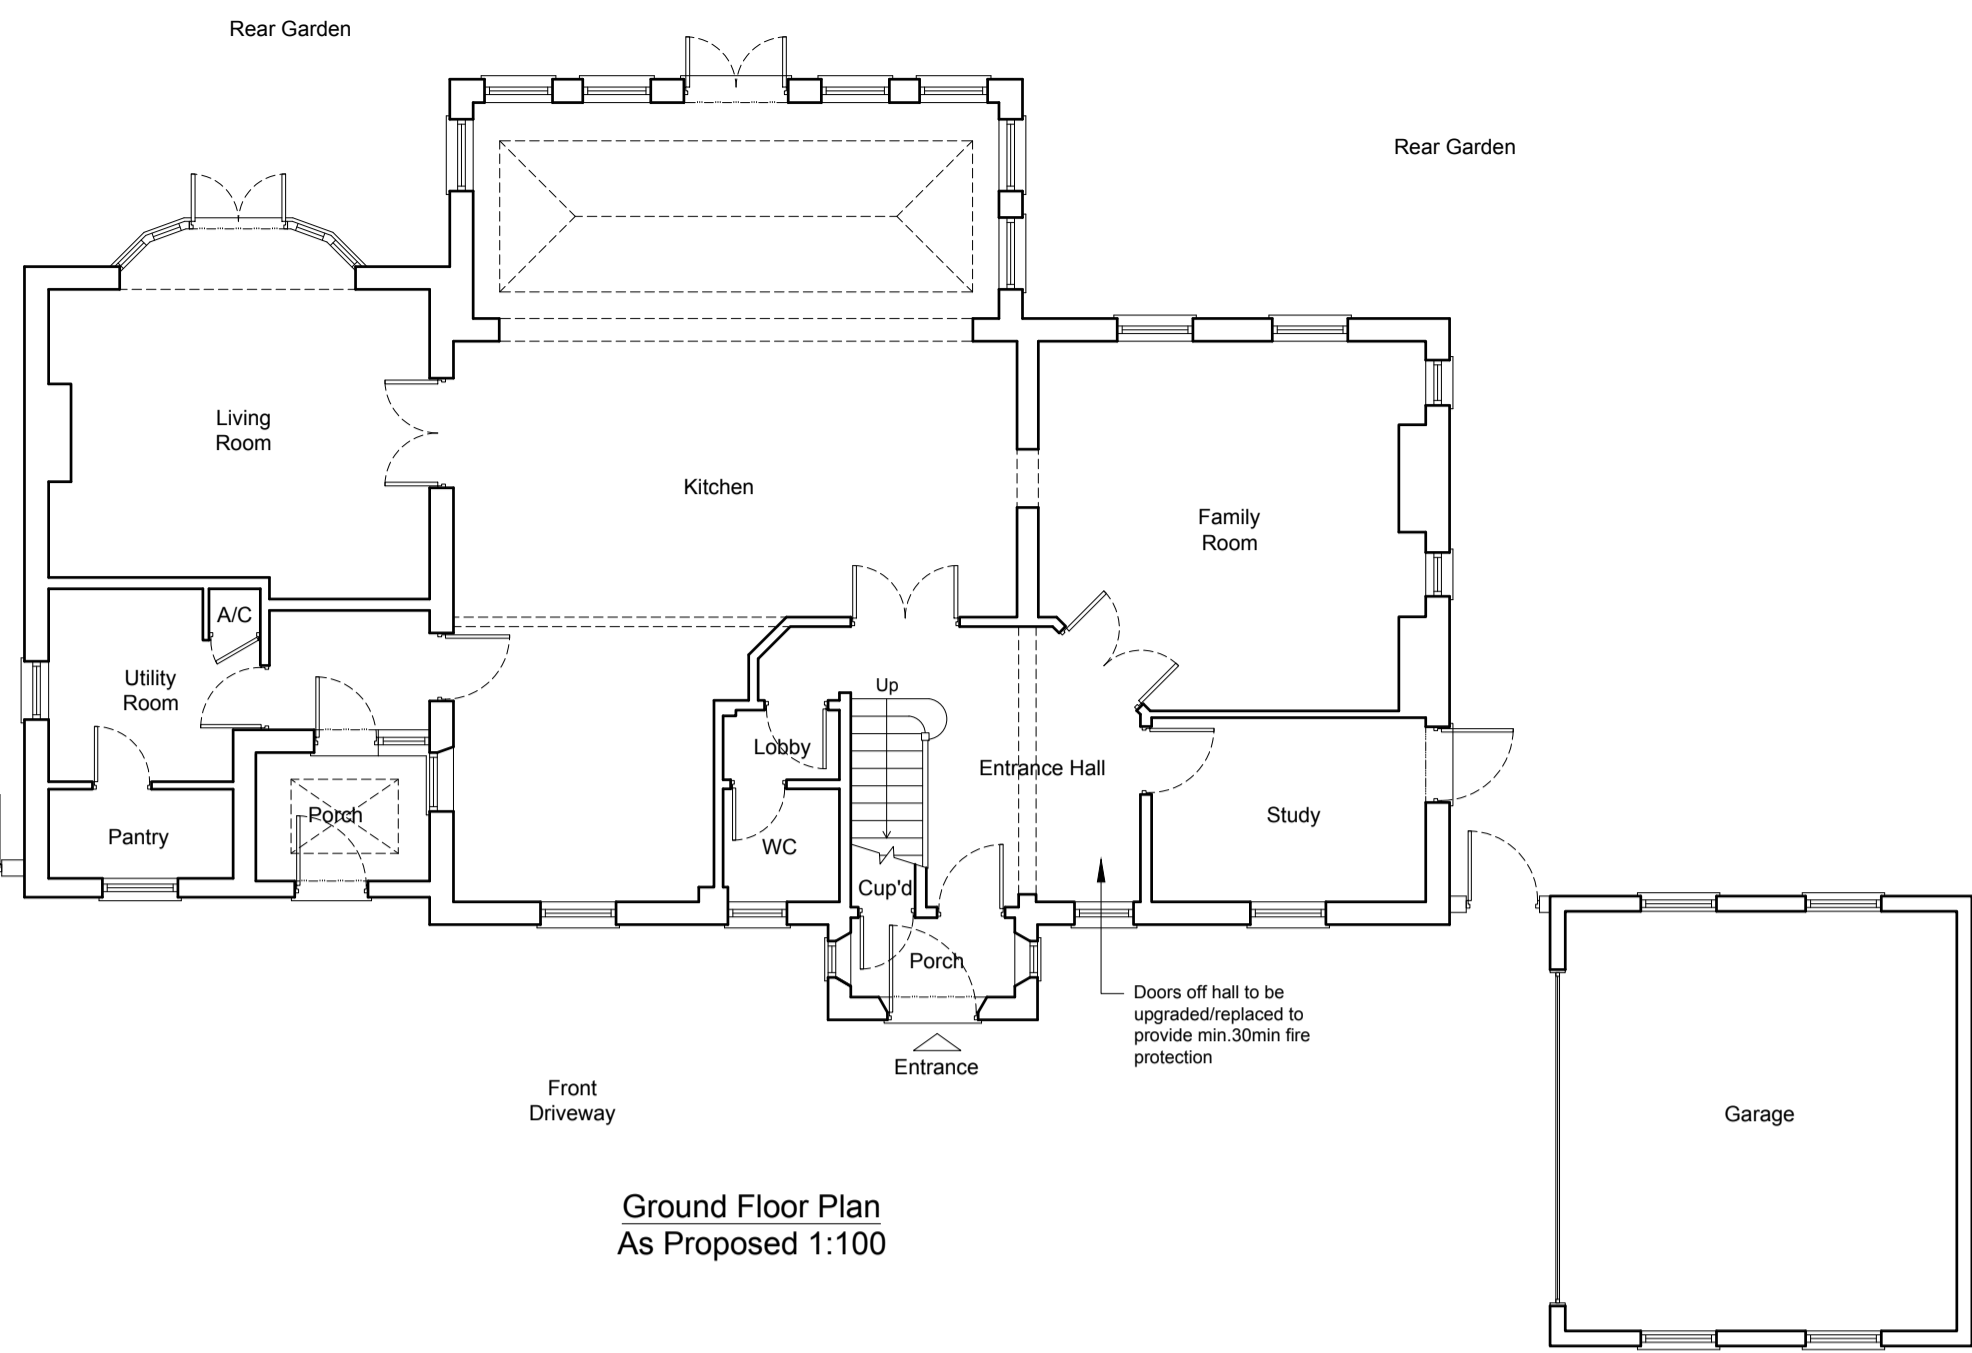 Rear Garden
Rear Garden
Living
Room
Kitchen
Family
Room
A/C
Utility
Room
Up
Lobby
Entrance Hall
Porch
Study
Pantry
WC
Cup'd
Porch
Doors off hall to be
upgraded/replaced to
provide min.30min fire
protection
Entrance
Front
Driveway
Garage
Ground Floor Plan
As Proposed 1:100